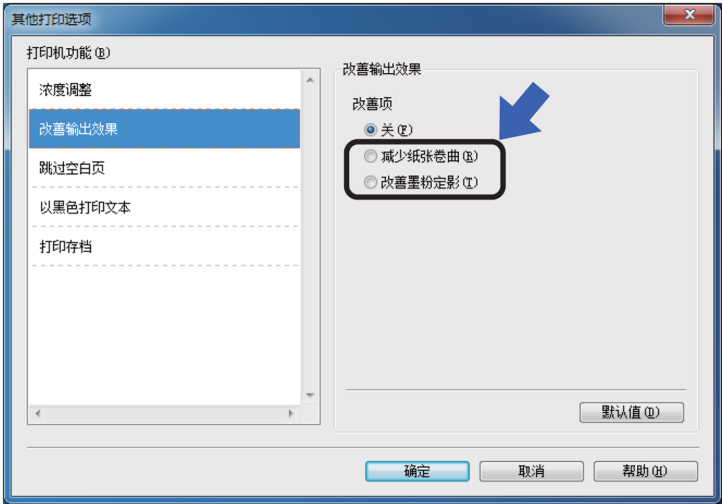 其他打印选项
打印机功能(B)
浓度调整
改善输出效果
跳过空白页
以黑色打印文本
打印存档
改善输出效果
改善项
关(F)
减少纸张卷曲(R)
改善墨粉定影(T)
默认值(D)
确定
取消
帮助(H)